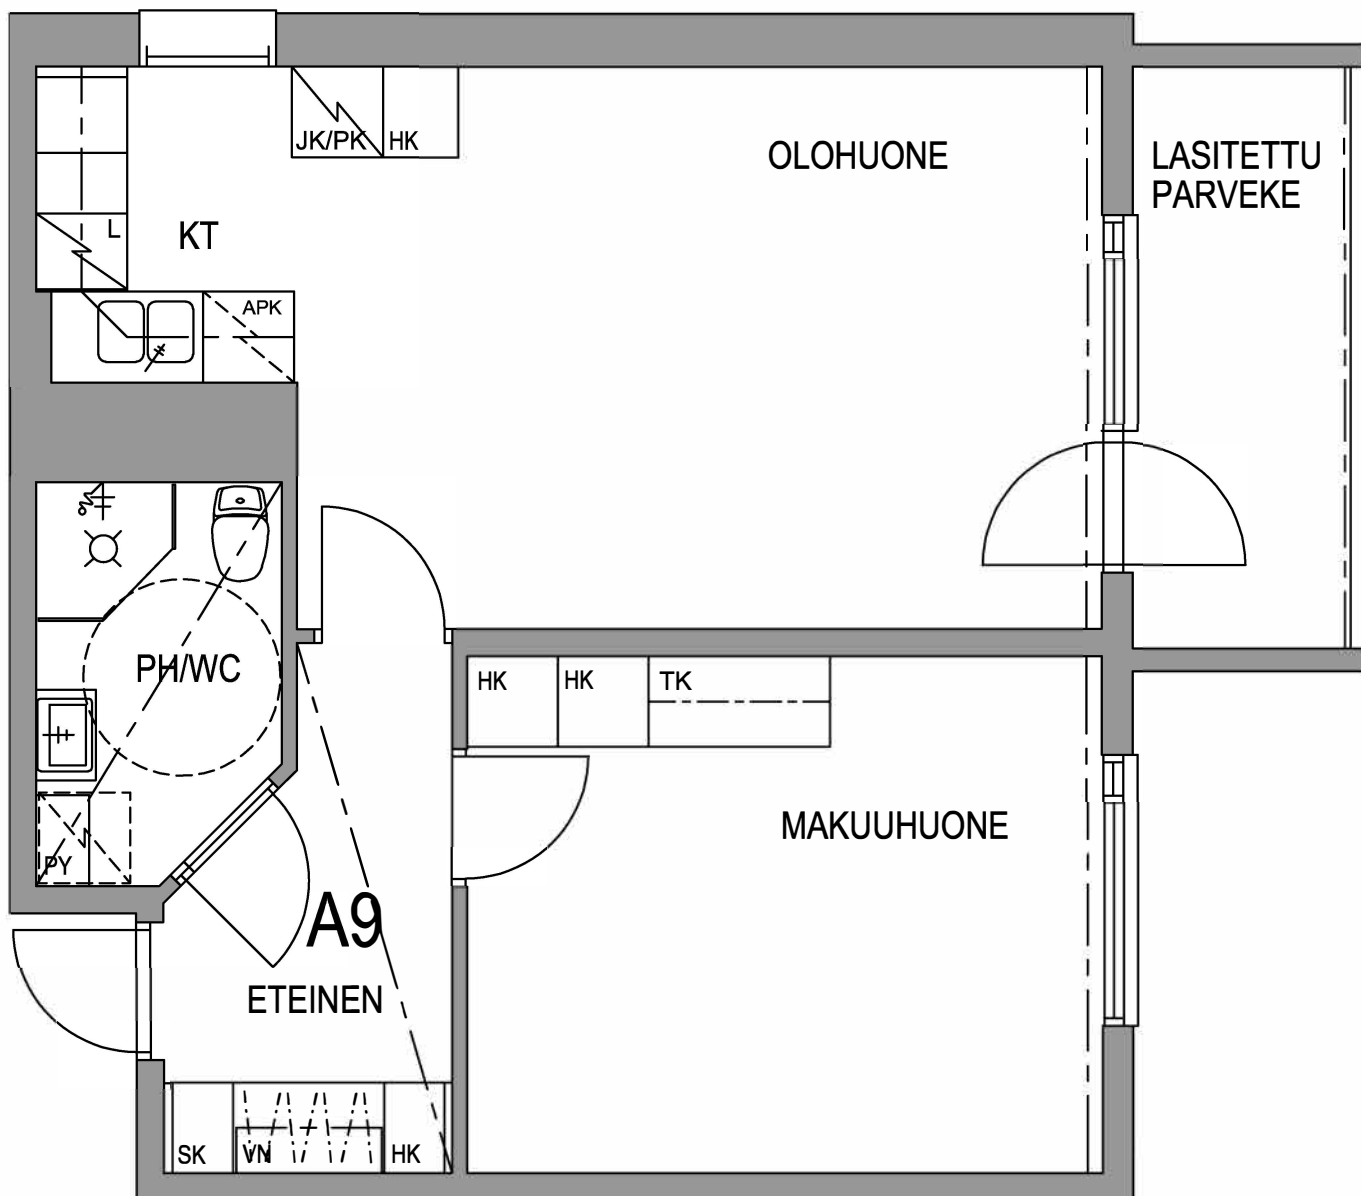 JK/PK
HK
OLOHUONE
LASITETTU
PARVEKE
L
KT
APK
PH/WC
HK
HK
TK
MAKUUHUONE
PY
A9
ETEINEN
SK
VN
HK